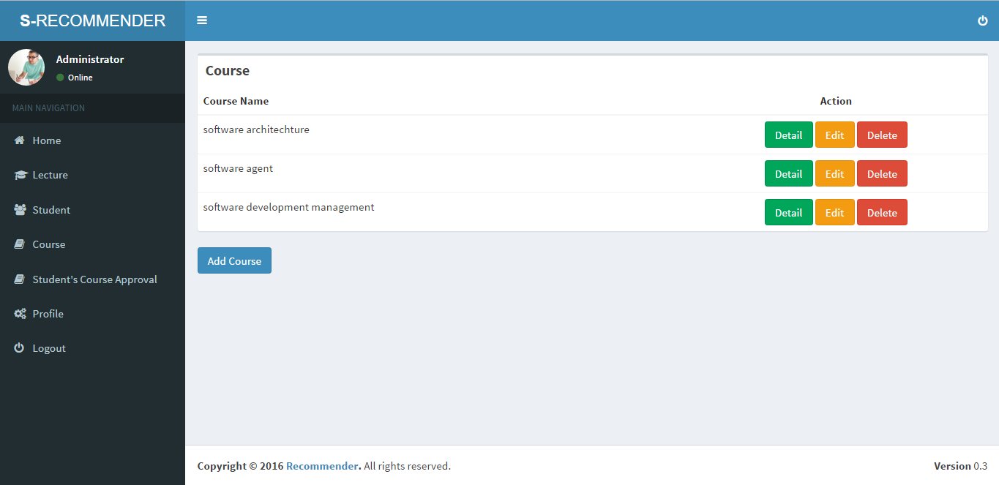 S-RECOMMENDER
Administrator
Online
MAIN NAVIGATION
Home
Lecture
Student
Course
Student's Course Approval
Profile
Logout
Course
Course Name Action
software architechture Detail Edit Delete
software agent Detail Edit Delete
software development management Detail Edit Delete
Add Course
Copyright © 2016 Recommender. All rights reserved. Version 0.3